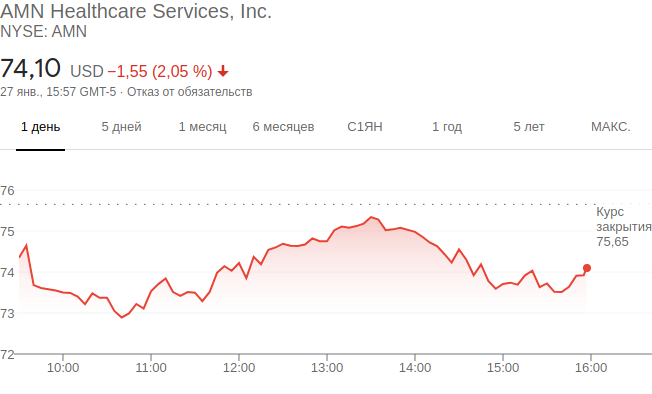 AMN Healthcare Services, Inc.
NYSE: AMN
74,10 USD −1,55 (2,05 %)
27 янв., 15:57 GMT-5 · Отказ от обязательств
1 день 5 дней 1 месяц 6 месяцев С1ЯН 1 год 5 лет МАКС.
76
Курс
закрытия
75
75,65
74
73
72
10:00 11:00 12:00 13:00 14:00 15:00 16:00